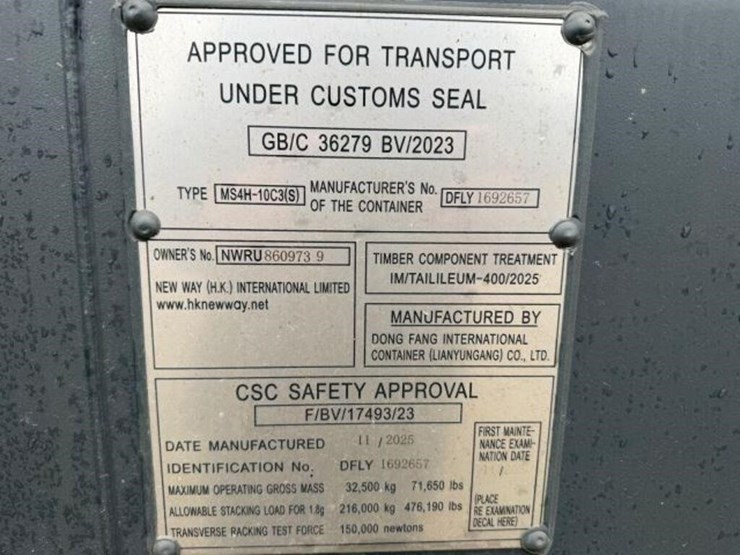 APPROVED FOR TRANSPORT
UNDER CUSTOMS SEAL
GB/C 36279 BV/2023
TYPE MS4H-10C3(S) MANUFACTURER'S No. OF THE CONTAINER DFLY 1692657
OWNER'S No. NWRU 860973 9
NEW WAY (H.K.) INTERNATIONAL LIMITED
www.hknewway.net
TIMBER COMPONENT TREATMENT
IM/TAILILEUM-400/2025
MANUFACTURED BY
DONG FANG INTERNATIONAL
CONTAINER (LIANYUNGANG) CO., LTD.
CSC SAFETY APPROVAL
F/BV/17493/23
DATE MANUFACTURED 11 / 2025
IDENTIFICATION No. DFLY 1692657
MAXIMUM OPERATING GROSS MASS 32,500 kg 71,650 lbs
ALLOWABLE STACKING LOAD FOR 1.8g 216,000 kg 476,190 lbs
TRANSVERSE RACKING TEST FORCE 150,000 newtons
FIRST MAINTE-
NANCE EXAMI-
NATION DATE
/
(PLACE
RE EXAMINATION
DECAL HERE)